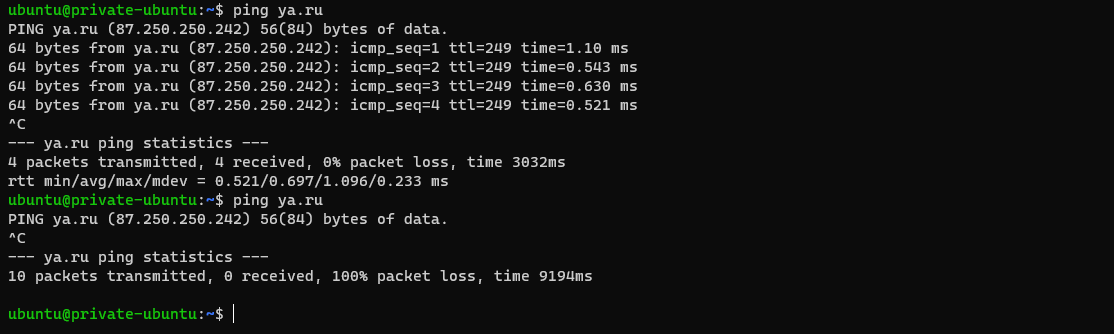 ubuntu@private-ubuntu:~$ ping ya.ru
PING ya.ru (87.250.250.242) 56(84) bytes of data.
64 bytes from ya.ru (87.250.250.242): icmp_seq=1 ttl=249 time=1.10 ms
64 bytes from ya.ru (87.250.250.242): icmp_seq=2 ttl=249 time=0.543 ms
64 bytes from ya.ru (87.250.250.242): icmp_seq=3 ttl=249 time=0.630 ms
64 bytes from ya.ru (87.250.250.242): icmp_seq=4 ttl=249 time=0.521 ms
^C
--- ya.ru ping statistics ---
4 packets transmitted, 4 received, 0% packet loss, time 3032ms
rtt min/avg/max/mdev = 0.521/0.697/1.096/0.233 ms
ubuntu@private-ubuntu:~$ ping ya.ru
PING ya.ru (87.250.250.242) 56(84) bytes of data.
^C
--- ya.ru ping statistics ---
10 packets transmitted, 0 received, 100% packet loss, time 9194ms
ubuntu@private-ubuntu:~$